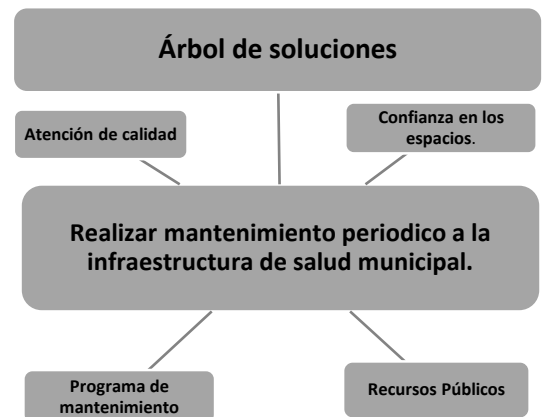 Árbol de soluciones
Atención de calidad
Confianza en los
espacios.
Realizar mantenimiento periodico a la
infraestructura de salud municipal.
Programa de
mantenimiento
Recursos Públicos